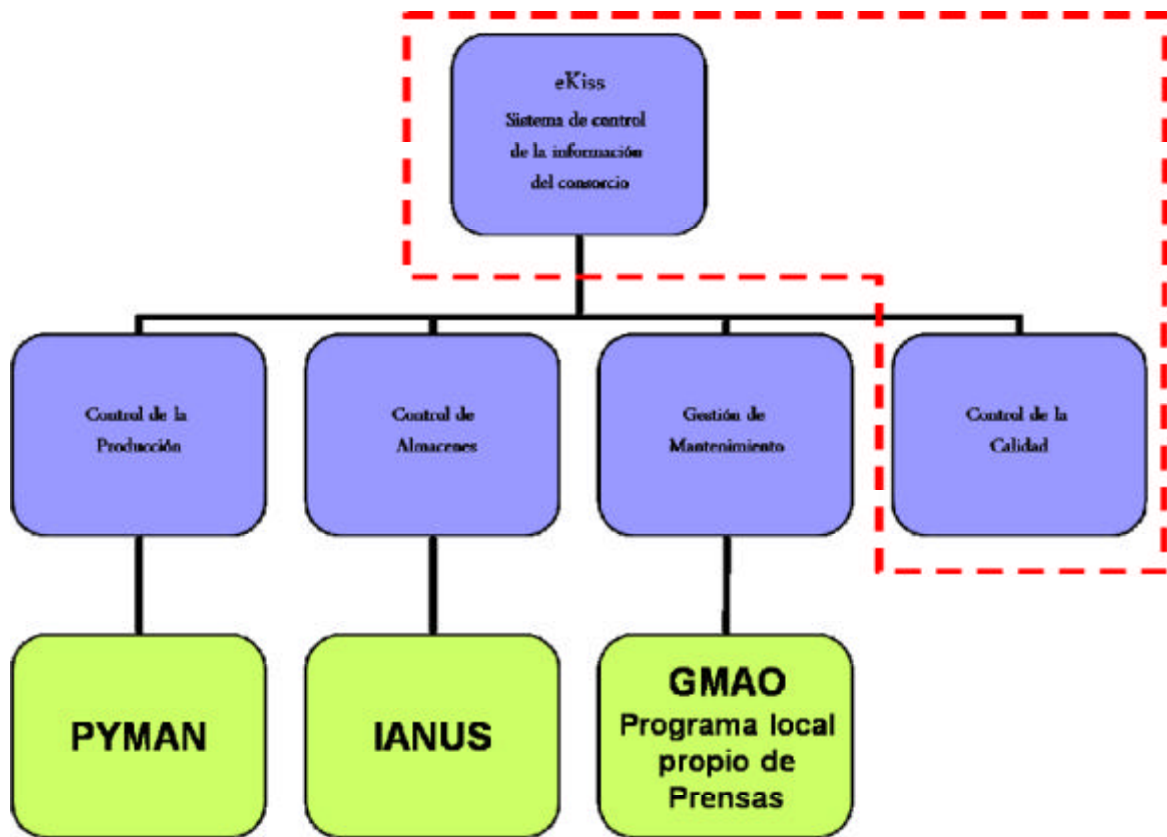 eKiss
Sistema de control
de la información
del consorcio
Control de la
Producción
Control de
Almacenes
Gestión de
Mantenimiento
Control de la
Calidad
PYMAN
IANUS
GMAO
Programa local
propio de
Prensas